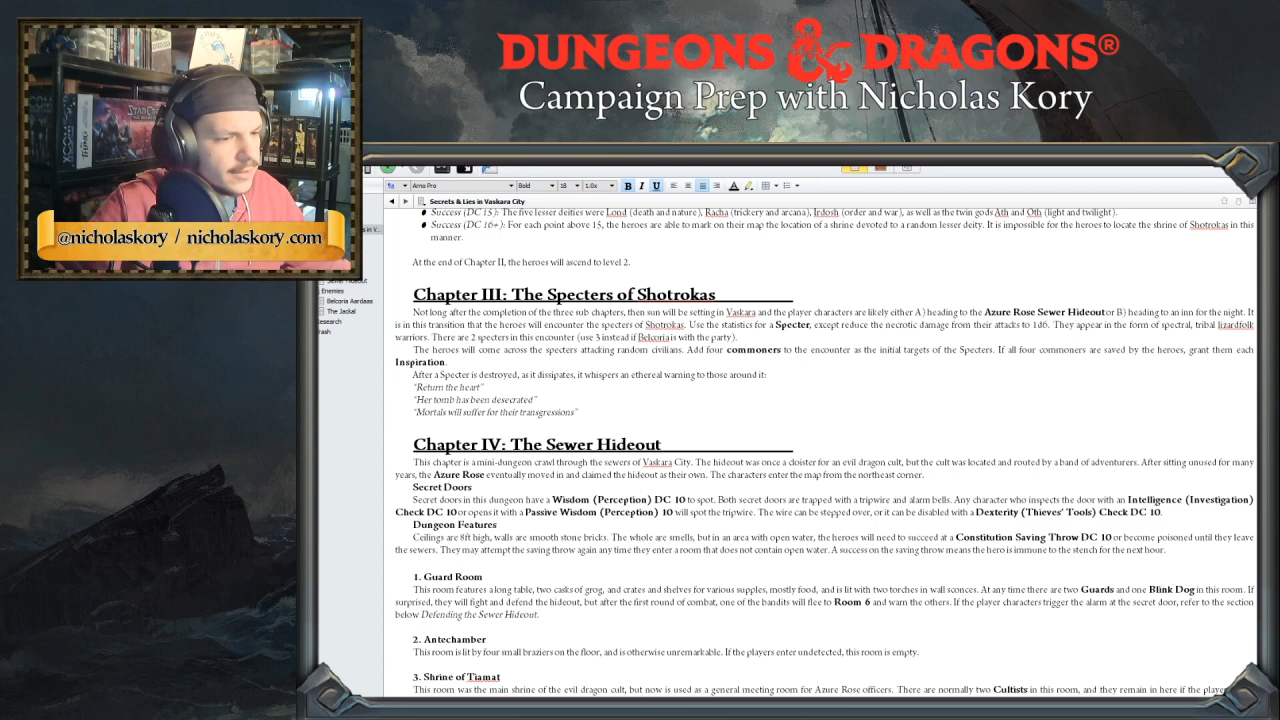 DUNGEONS & DRAGONS®
Campaign Prep with Nicholas Kory
@nicholaskory / nicholaskory.com
Arno Pro Bold 18 1.0x B I U A
Secrets & Lies in Vaskara City
Success (DC 15): The five lesser deities were Lond (death and nature), Racha (trickery and arcana), Irdosh (order and war), as well as the twin gods Ath and Oth (light and twilight).
Success (DC 16+): For each point above 15, the heroes are able to mark on their map the location of a shrine devoted to a random lesser deity. It is impossible for the heroes to locate the shrine of Shotrokas in this
manner.
At the end of Chapter II, the heroes will ascend to level 2.
Enemies
Belcoria Aardaas
The Jackal
Chapter III: The Specters of Shotrokas
Not long after the completion of the three sub chapters, then sun will be setting in Vaskara and the player characters are likely either A) heading to the Azure Rose Sewer Hideout or B) heading to an inn for the night. It
is in this transition that the heroes will encounter the specters of Shotrokas. Use the statistics for a Specter, except reduce the necrotic damage from their attacks to 1d6. They appear in the form of spectral, tribal lizardfolk
warriors. There are 2 specters in this encounter (use 3 instead if Belcoria is with the party).
The heroes will come across the specters attacking random civilians. Add four commoners to the encounter as the initial targets of the Specters. If all four commoners are saved by the heroes, grant them each
Inspiration.
After a Specter is destroyed, as it dissipates, it whispers an ethereal warning to those around it:
"Return the heart"
"Her tomb has been desecrated"
"Mortals will suffer for their transgressions"
Chapter IV: The Sewer Hideout
This chapter is a mini-dungeon crawl through the sewers of Vaskara City. The hideout was once a cloister for an evil dragon cult, but the cult was located and routed by a band of adventurers. After sitting unused for many
years, the Azure Rose eventually moved in and claimed the hideout as their own. The characters enter the map from the northeast corner.
Secret Doors
Secret doors in this dungeon have a Wisdom (Perception) DC 10 to spot. Both secret doors are trapped with a tripwire and alarm bells. Any character who inspects the door with an Intelligence (Investigation)
Check DC 10 or opens it with a Passive Wisdom (Perception) 10 will spot the tripwire. The wire can be stepped over, or it can be disabled with a Dexterity (Thieves' Tools) Check DC 10.
Dungeon Features
Ceilings are 8ft high, walls are smooth stone bricks. The whole are smells, but in an area with open water, the heroes will need to succeed at a Constitution Saving Throw DC 10 or become poisoned until they leave
the sewers. They may attempt the saving throw again any time they enter a room that does not contain open water. A success on the saving throw means the hero is immune to the stench for the next hour.
1. Guard Room
This room features a long table, two casks of grog, and crates and shelves for various supplies, mostly food, and is lit with two torches in wall sconces. At any time there are two Guards and one Blink Dog in this room. If
surprised, they will fight and defend the hideout, but after the first round of combat, one of the bandits will flee to Room 6 and warn the others. If the player characters trigger the alarm at the secret door, refer to the section
below Defending the Sewer Hideout.
2. Antechamber
This room is lit by four small braziers on the floor, and is otherwise unremarkable. If the players enter undetected, this room is empty.
3. Shrine of Tiamat
This room was the main shrine of the evil dragon cult, but now is used as a general meeting room for Azure Rose officers. There are normally two Cultists in this room, and they remain in here if the